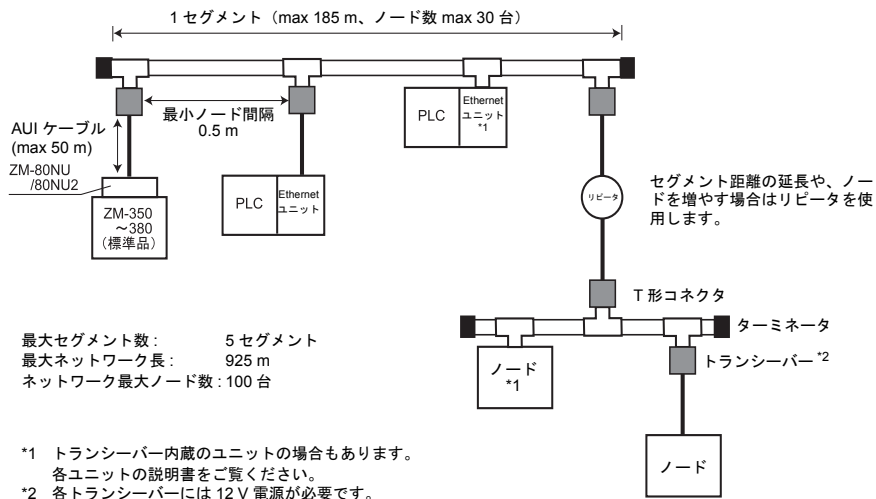 1 セグメント（max 185 m、ノード数 max 30 台）
AUI ケーブル
(max 50 m)
最小ノード間隔
0.5 m
PLC
Ethernet
ユニット
*1
ZM-80NU
/80NU2
ZM-350
～380
（標準品）
PLC
Ethernet
ユニット
リピータ
セグメント距離の延長や、ノー
ドを増やす場合はリピータを使
用します。
T 形コネクタ
ターミネータ
トランシーバー *2
ノード
*1
ノード
最大セグメント数 : 5 セグメント
最大ネットワーク長 : 925 m
ネットワーク最大ノード数 : 100 台
*1 トランシーバー内蔵のユニットの場合もあります。
各ユニットの説明書をご覧ください。
*2 各トランシーバーには 12 V 電源が必要です。